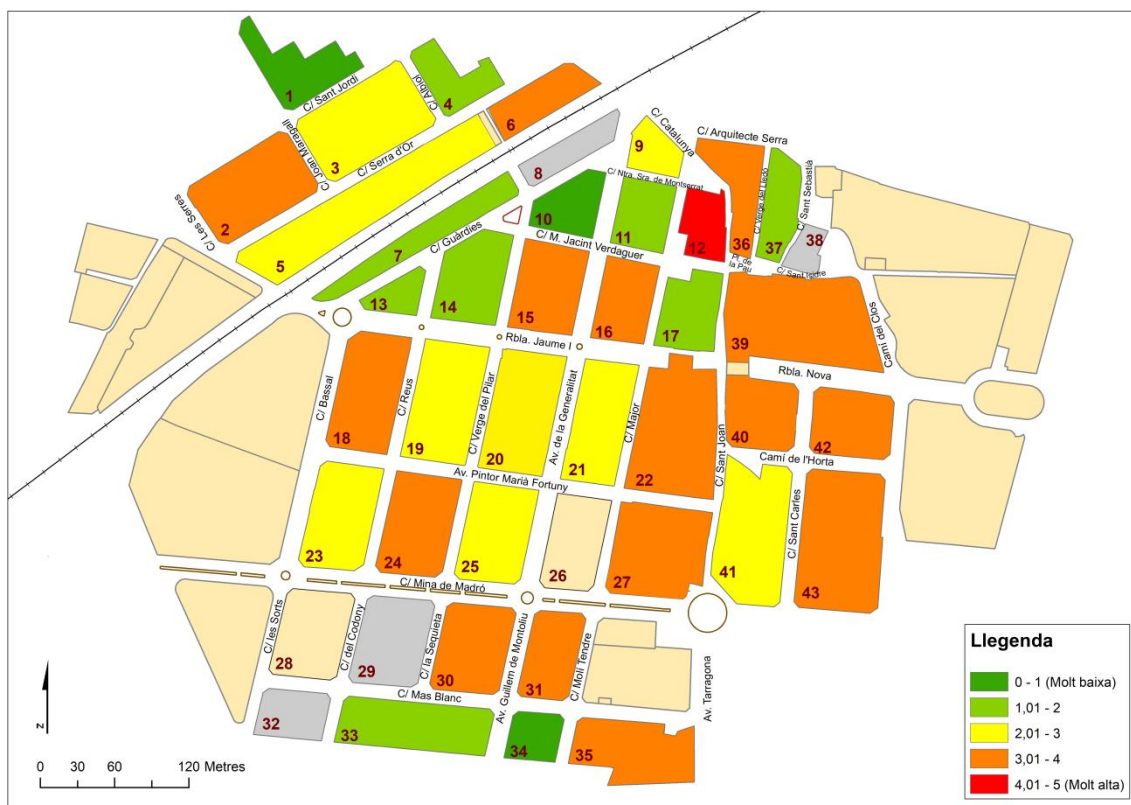 1
C/ Sant Jordi
C/ Albiol
4
6
C/ Joan Maragall
3
C/ Serra d'Or
C/ Les Serres
2
5
8
9
C/ Catalunya
C/ Arquitecte Serra
C/ Ntra. Sra. de Montserrat
C/ Verge del Lledó
C/ Sant Sebastià
7
C/ Guàrdies
10
11
12
36
37
38
C/ M. Jacint Verdaguer
Pl. de
la Pau
C/ Sant Isidre
13
14
15
16
17
39
Camí del Clos
Rbla. Jaume I
Rbla. Nova
C/ Bassal
C/ Reus
C/ Verge del Pilar
Av. de la Generalitat
C/ Major
C/ Sant Joan
18
19
20
21
22
40
42
Camí de l'Horta
Av. Pintor Marià Fortuny
C/ Sant Carles
23
24
25
26
27
41
43
C/ Mina de Madró
C/ les Sorts
C/ del Codony
C/ la Sequieta
Av. Guillem de Montoliu
C/ Molí Tendre
Av. Tarragona
28
29
30
31
C/ Mas Blanc
32
33
34
35
N
0 30 60 120 Metres
Llegenda
0 - 1 (Molt baixa)
1,01 - 2
2,01 - 3
3,01 - 4
4,01 - 5 (Molt alta)